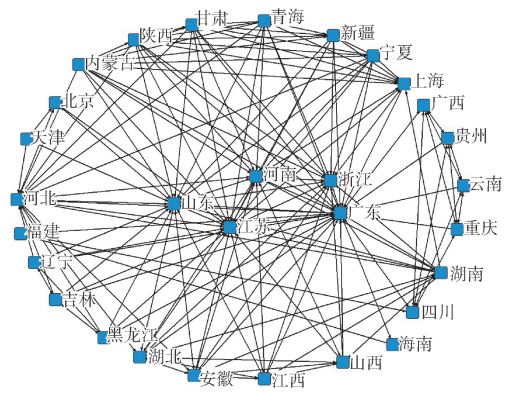 甘肃
青海
陕西
新疆
宁夏
内蒙古
上海
北京
广西
天津
贵州
河南
浙江
云南
河北
山东
广东
福建
江苏
重庆
辽宁
湖南
吉林
四川
黑龙江
海南
湖北
山西
安徽
江西